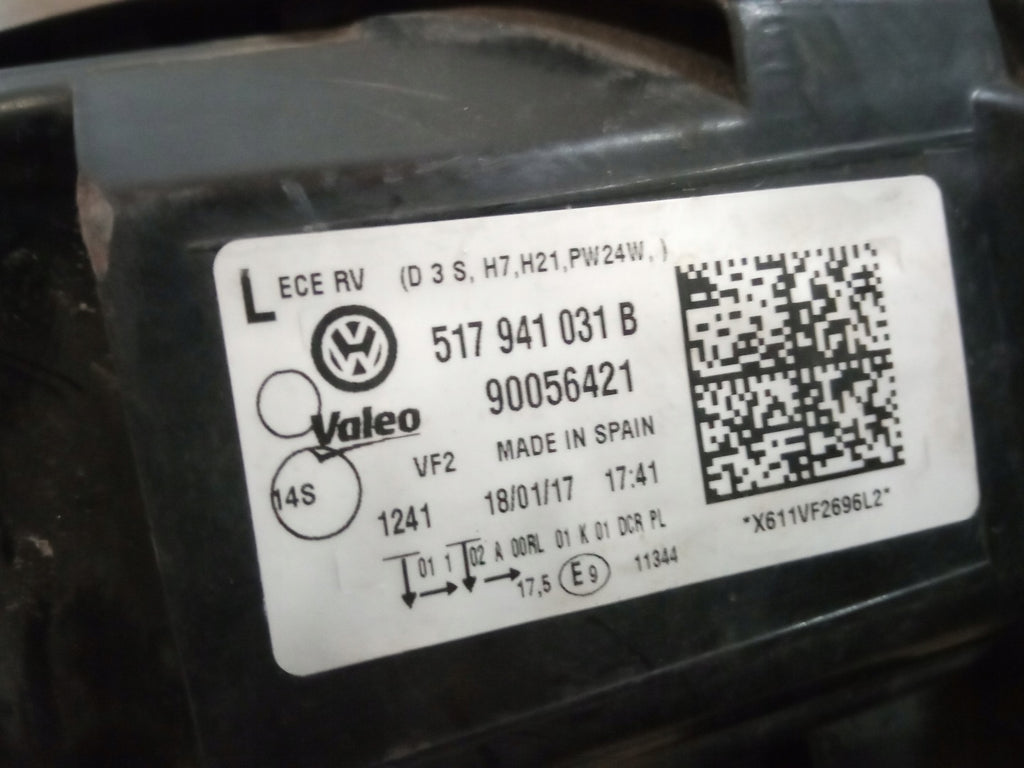 L ECE RV (D 3 S, H7,H21,PW24W, )
517 941 031 B
90056421
Valeo
VF2 MADE IN SPAIN
14S
1241 18/01/17 17:41
*X611VF2696L2*
01 1 02 A 00RL 01 K 01 DCR PL
17,5 E9 11344